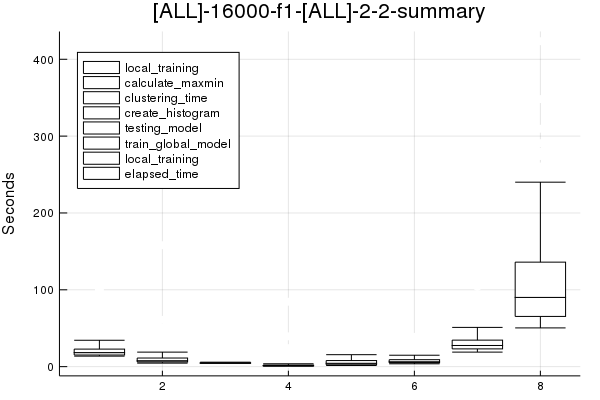 [ALL]-16000-f1-[ALL]-2-2-summary
400
300
200
100
0
Seconds
local_training
calculate_maxmin
clustering_time
create_histogram
testing_model
train_global_model
local_training
elapsed_time
2
4
6
8